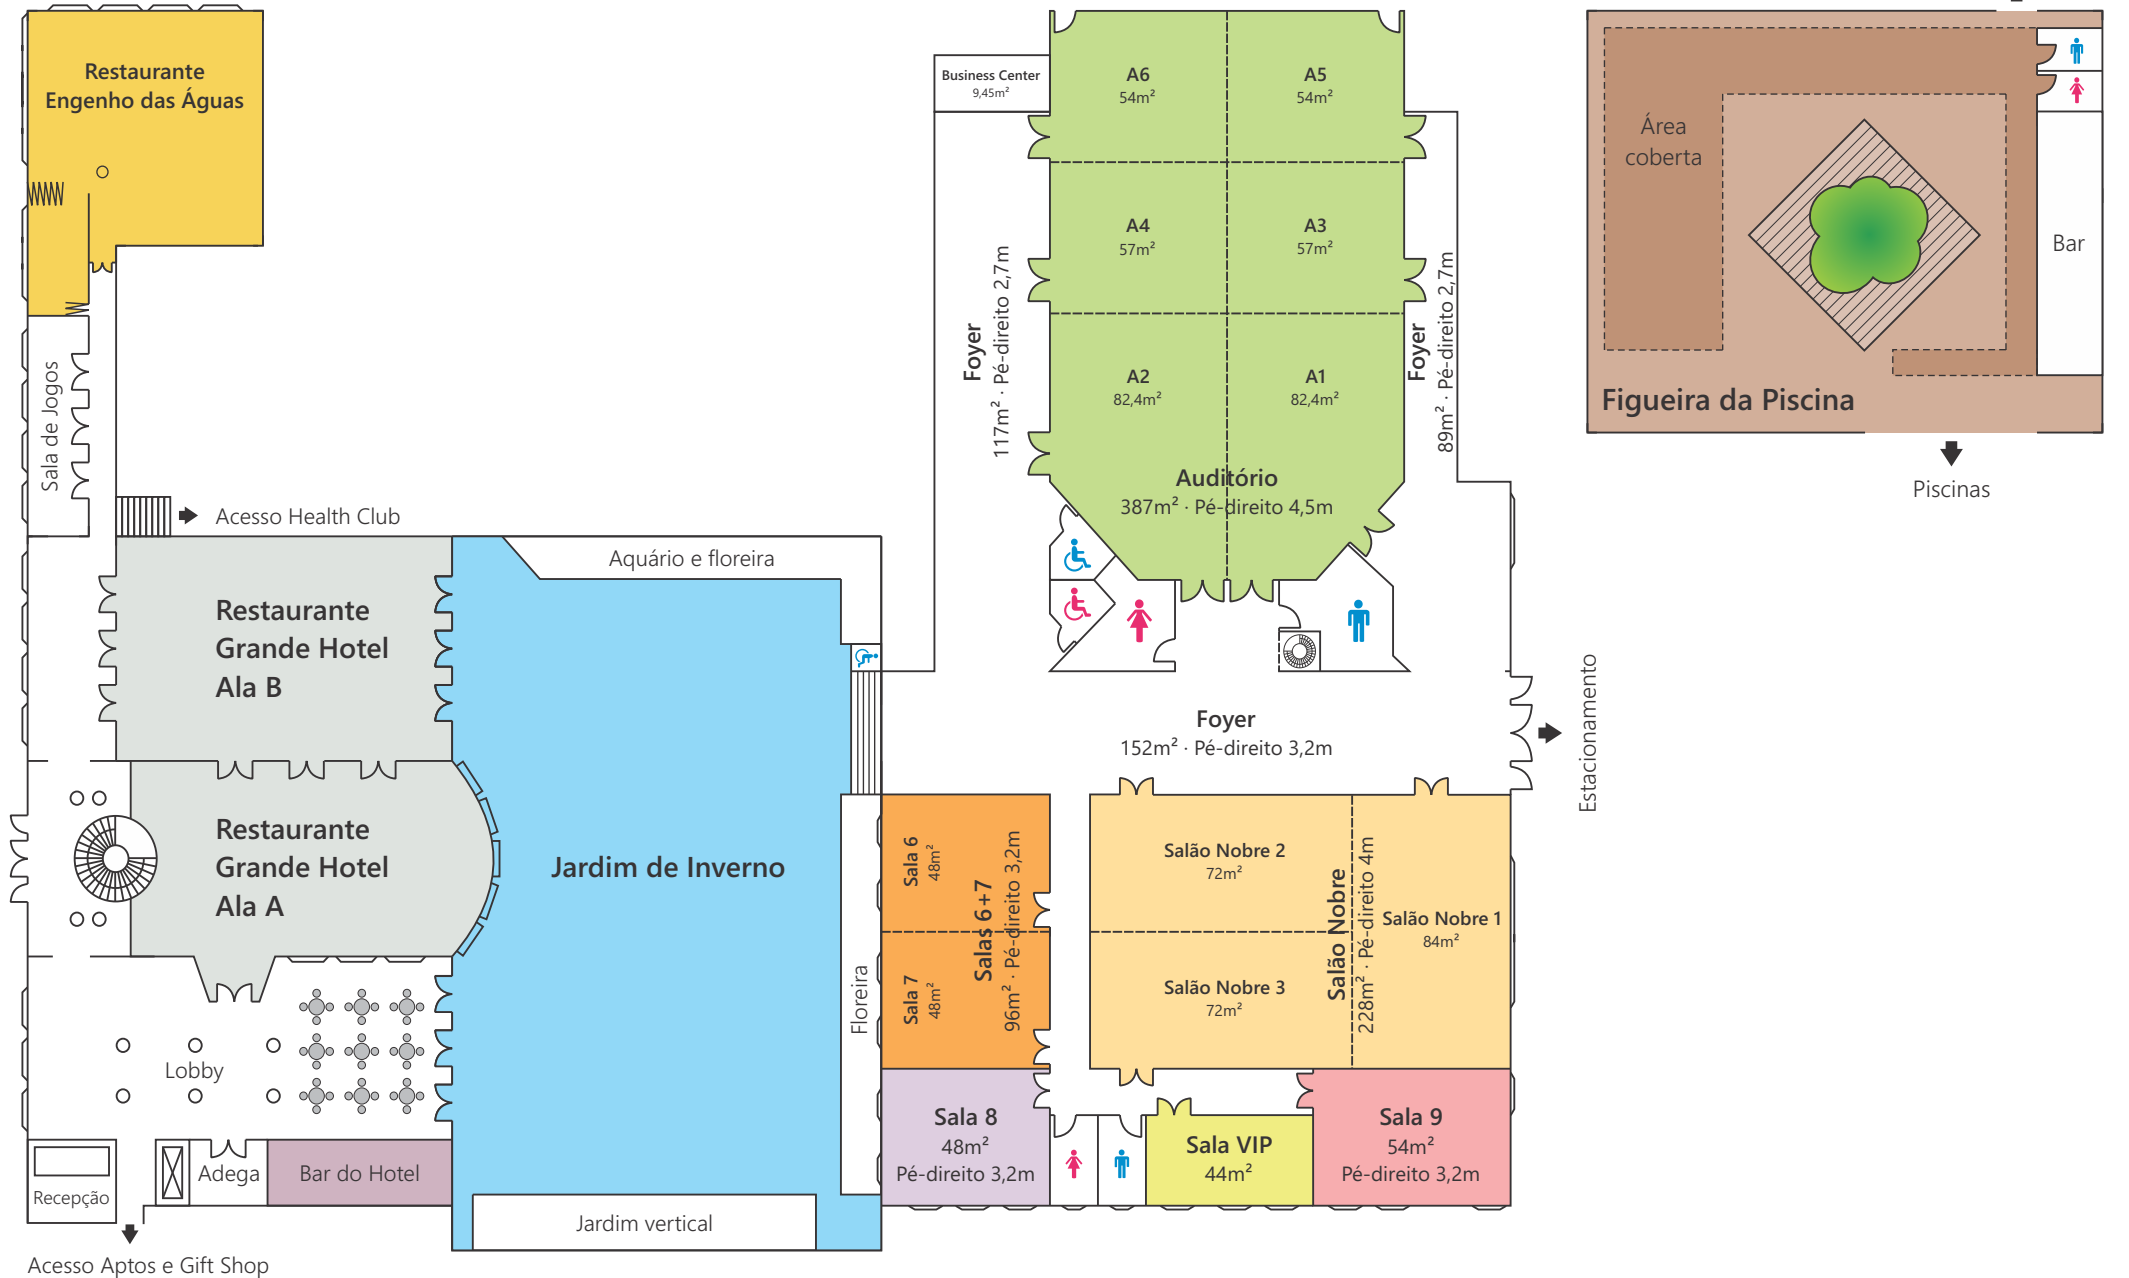 Restaurante
Engenho das Águas
Sala de Jogos
Acesso Health Club
Restaurante
Grande Hotel
Ala B
Restaurante
Grande Hotel
Ala A
Lobby
Recepção
Adega
Bar do Hotel
Acesso Aptos e Gift Shop
Aquário e floreira
Jardim de Inverno
Floreira
Jardim vertical
Business Center
9,45m²
A6
54m²
A5
54m²
A4
57m²
A3
57m²
A2
82,4m²
A1
82,4m²
Auditório
387m² · Pé-direito 4,5m
Foyer
117m² · Pé-direito 2,7m
Foyer
89m² · Pé-direito 2,7m
Foyer
152m² · Pé-direito 3,2m
Estacionamento
Sala 6
48m²
Sala 7
48m²
Salas 6+7
96m² · Pé-direito 3,2m
Salão Nobre 2
72m²
Salão Nobre 3
72m²
Salão Nobre
228m² · Pé-direito 4m
Salão Nobre 1
84m²
Sala 8
48m²
Pé-direito 3,2m
Sala VIP
44m²
Sala 9
54m²
Pé-direito 3,2m
Área
coberta
Bar
Figueira da Piscina
Piscinas